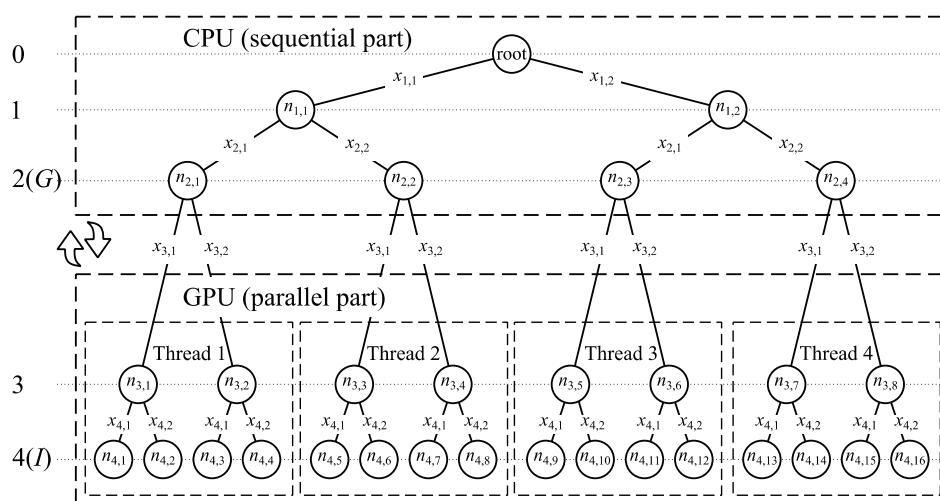 CPU (sequential part)
0 root
x1,1 x1,2
1 n1,1 n1,2
x2,1 x2,2 x2,1 x2,2
2(G) n2,1 n2,2 n2,3 n2,4
x3,1 x3,2 x3,1 x3,2 x3,1 x3,2 x3,1 x3,2
GPU (parallel part)
Thread 1 Thread 2 Thread 3 Thread 4
3 n3,1 n3,2 n3,3 n3,4 n3,5 n3,6 n3,7 n3,8
x4,1 x4,2 x4,1 x4,2 x4,1 x4,2 x4,1 x4,2 x4,1 x4,2 x4,1 x4,2 x4,1 x4,2 x4,1 x4,2
4(I) n4,1 n4,2 n4,3 n4,4 n4,5 n4,6 n4,7 n4,8 n4,9 n4,10 n4,11 n4,12 n4,13 n4,14 n4,15 n4,16